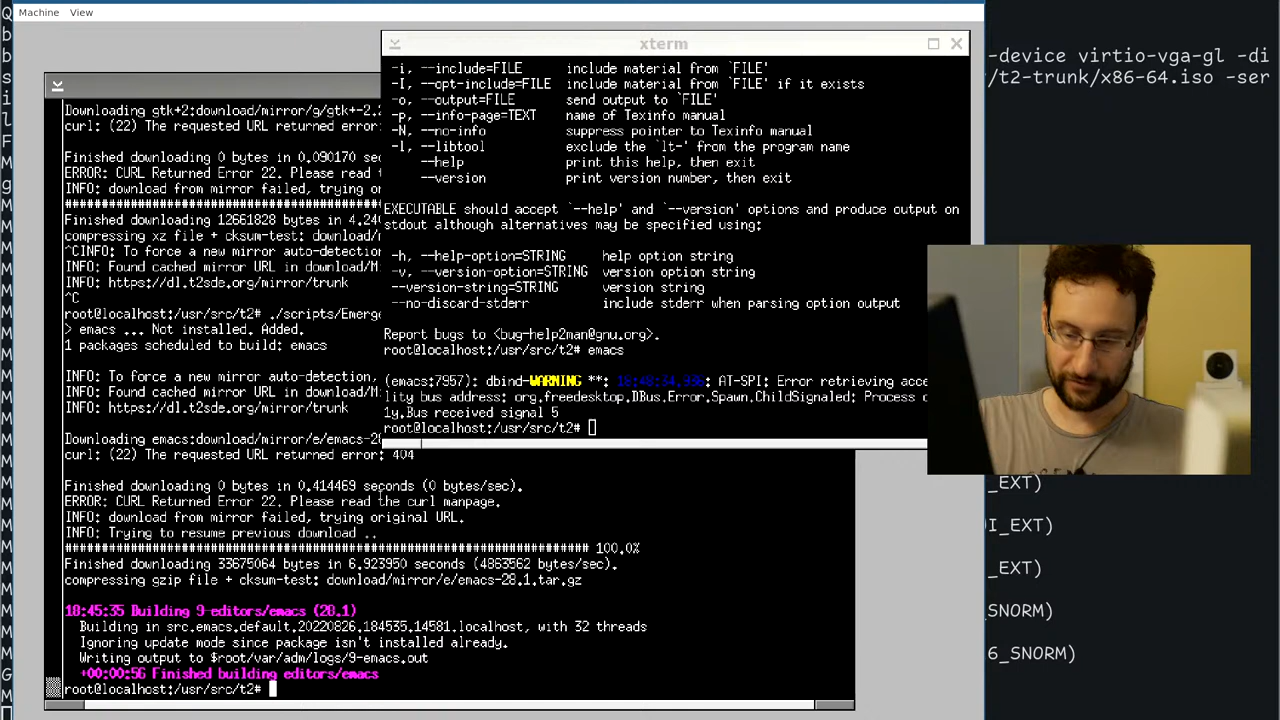 Machine View
-device virtio-vga-gl -di
/t2-trunk/x86-64.iso -ser
xterm
-i, --include=FILE include material from `FILE'
-I, --opt-include=FILE include material from `FILE' if it exists
-o, --output=FILE send output to `FILE'
-p, --info-page=TEXT name of Texinfo manual
-N, --no-info suppress pointer to Texinfo manual
-l, --libtool exclude the `lt-' from the program name
--help print this help, then exit
--version print version number, then exit
EXECUTABLE should accept `--help' and `--version' options and produce output on
stdout although alternatives may be specified using:
-h, --help-option=STRING help option string
-v, --version-option=STRING version option string
--version-string=STRING version string
--no-discard-stderr include stderr when parsing option output
Report bugs to <bug-help2man@gnu.org>.
root@localhost:/usr/src/t2# emacs
(emacs:7957): dbind-WARNING **: 18:48:34.936: AT-SPI: Error retrieving acce
lity bus address: org.freedesktop.DBus.Error.Spawn.ChildSignaled: Process o
1y.Bus received signal 5
root@localhost:/usr/src/t2#
Downloading gtk+2:download/mirror/g/gtk+-2.2
curl: (22) The requested URL returned error:
Finished downloading 0 bytes in 0.090170 sec
ERROR: CURL Returned Error 22. Please read t
INFO: download from mirror failed, trying or
Finished downloading 12661828 bytes in 4.240
compressing xz file + cksum-test: download/m
^CINFO: To force a new mirror auto-detection
INFO: Found cached mirror URL in download/Mi
INFO: https://dl.t2sde.org/mirror/trunk
^C
root@localhost:/usr/src/t2# ./scripts/Emerge
> emacs ... Not installed. Added.
1 packages scheduled to build: emacs
INFO: To force a new mirror auto-detection,
INFO: Found cached mirror URL in download/Mi
INFO: https://dl.t2sde.org/mirror/trunk
Downloading emacs:download/mirror/e/emacs-28
curl: (22) The requested URL returned error: 404
Finished downloading 0 bytes in 0.414469 seconds (0 bytes/sec).
ERROR: CURL Returned Error 22. Please read the curl manpage.
INFO: download from mirror failed, trying original URL.
INFO: Trying to resume previous download ..
100.0%
Finished downloading 33675064 bytes in 6.923950 seconds (4863562 bytes/sec).
compressing gzip file + cksum-test: download/mirror/e/emacs-28.1.tar.gz
18:45:35 Building 9-editors/emacs (28.1)
Building in src.emacs.default.20220826.184535.14581.localhost, with 32 threads
Ignoring update mode since package isn't installed already.
Writing output to $root/var/adm/logs/9-emacs.out
+00:00:56 Finished building editors/emacs
root@localhost:/usr/src/t2#
_EXT)
I_EXT)
_EXT)
SNORM)
6_SNORM)